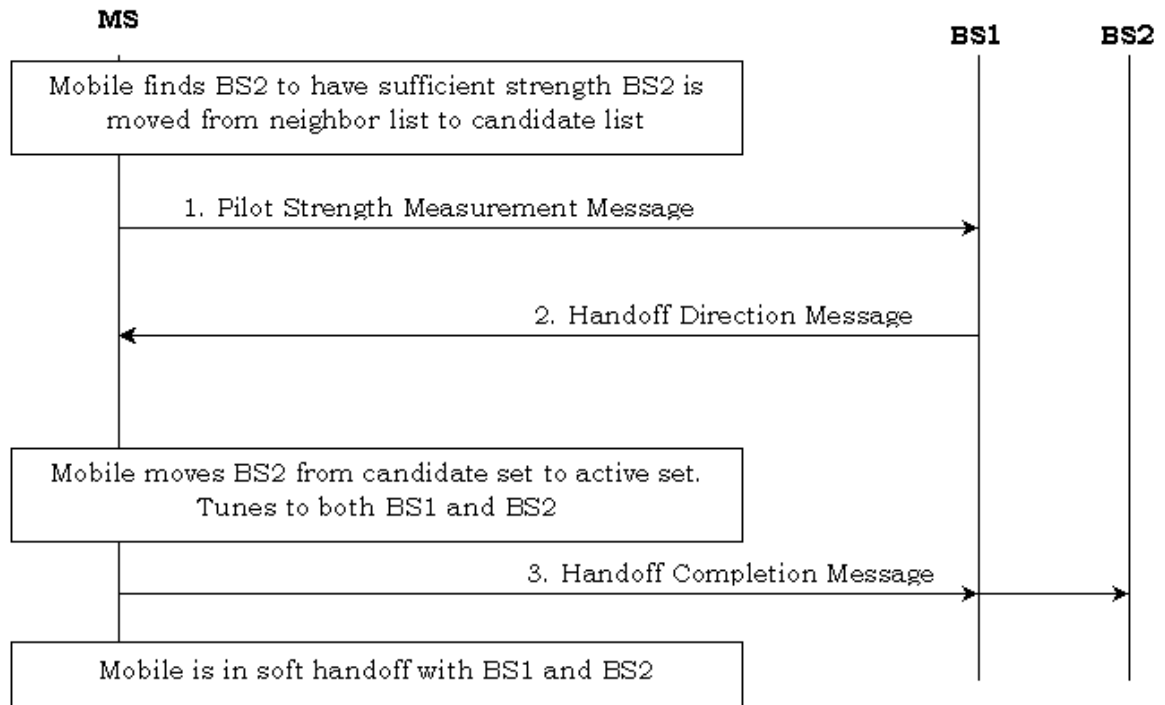 MS
BS1
BS2
Mobile finds BS2 to have sufficient strength BS2 is
moved from neighbor list to candidate list
1. Pilot Strength Measurement Message
2. Handoff Direction Message
Mobile moves BS2 from candidate set to active set.
Tunes to both BS1 and BS2
3. Handoff Completion Message
Mobile is in soft handoff with BS1 and BS2